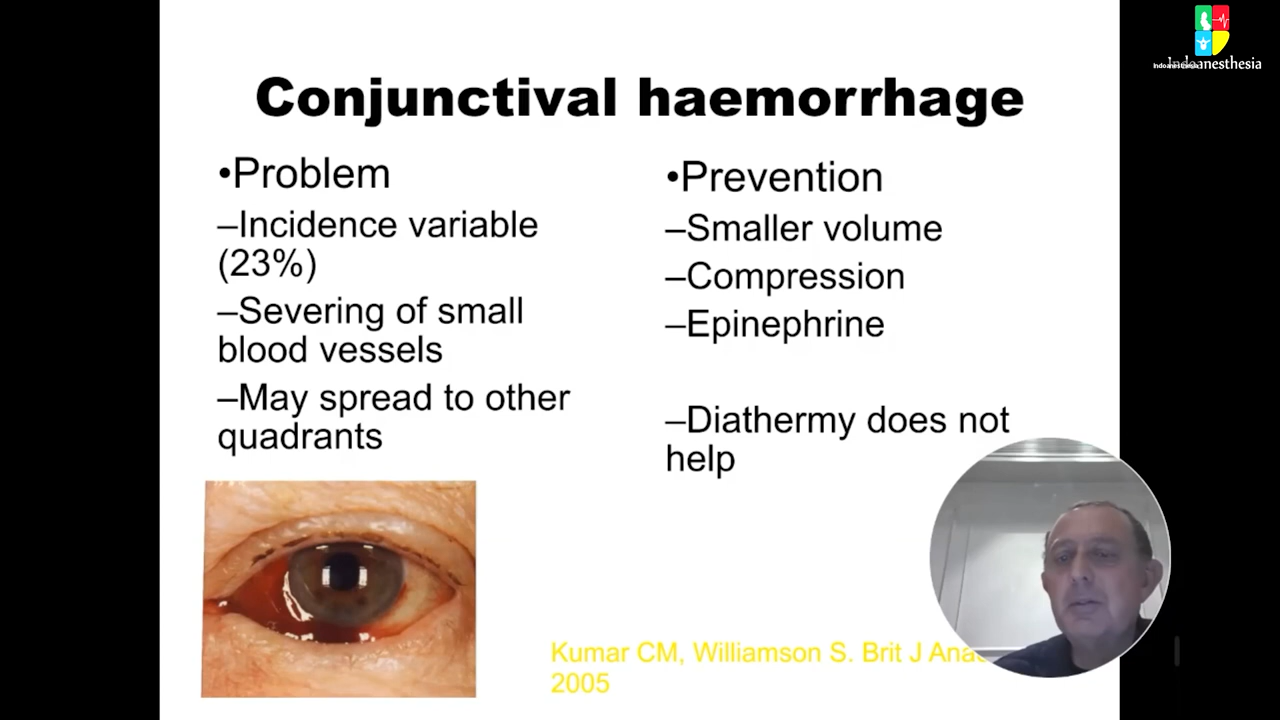 Conjunctival haemorrhage
•Problem
–Incidence variable
(23%)
–Severing of small
blood vessels
–May spread to other
quadrants
•Prevention
–Smaller volume
–Compression
–Epinephrine
–Diathermy does not
help
Kumar CM, Williamson S. Brit J
2005
Indoanesthesia